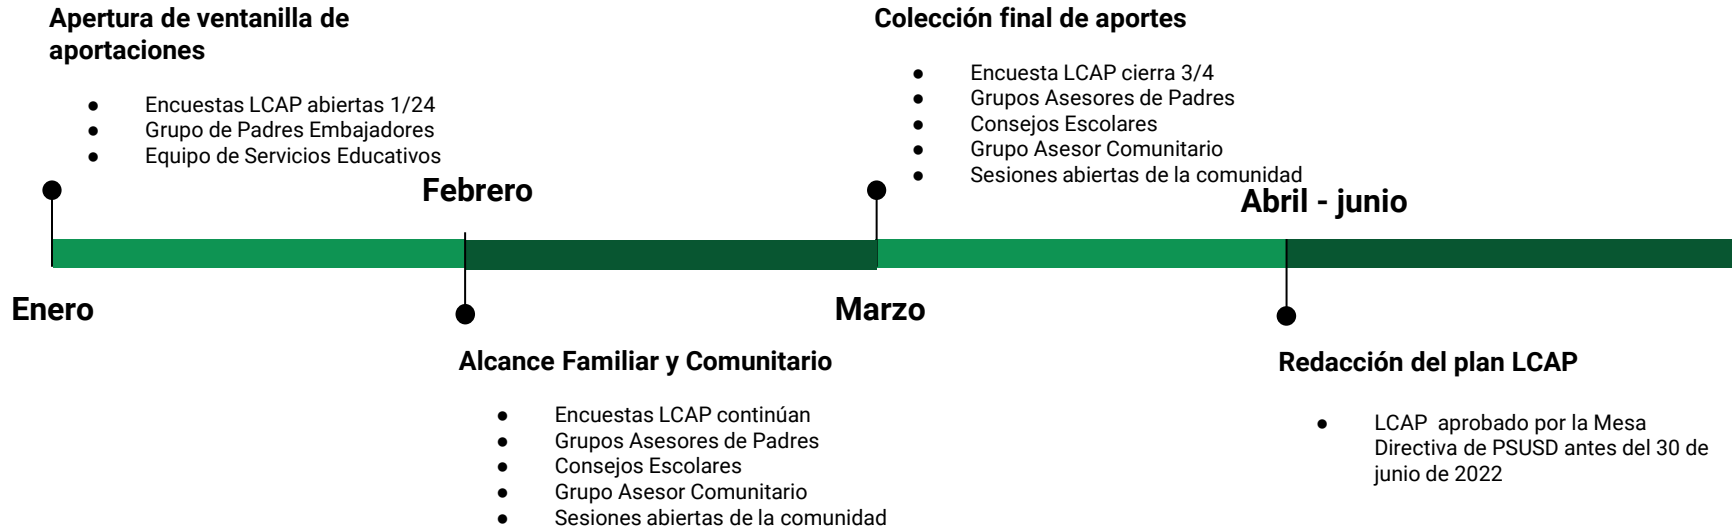 Apertura de ventanilla de
aportaciones
● Encuestas LCAP abiertas 1/24
● Grupo de Padres Embajadores
● Equipo de Servicios Educativos
Enero
Febrero
Alcance Familiar y Comunitario
● Encuestas LCAP continúan
● Grupos Asesores de Padres
● Consejos Escolares
● Grupo Asesor Comunitario
● Sesiones abiertas de la comunidad
Colección final de aportes
● Encuesta LCAP cierra 3/4
● Grupos Asesores de Padres
● Consejos Escolares
● Grupo Asesor Comunitario
● Sesiones abiertas de la comunidad
Marzo
Abril - junio
Redacción del plan LCAP
● LCAP aprobado por la Mesa
Directiva de PSUSD antes del 30 de
junio de 2022